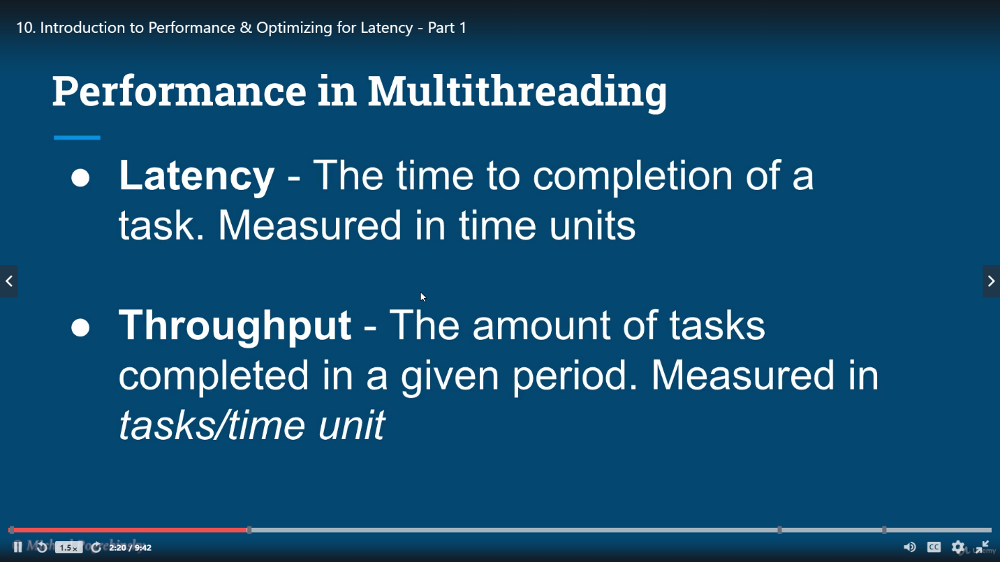 10. Introduction to Performance & Optimizing for Latency - Part 1
Performance in Multithreading
● Latency - The time to completion of a
task. Measured in time units
● Throughput - The amount of tasks
completed in a given period. Measured in
tasks/time unit
1.5x
2:20 / 9:42
CC
Udemy